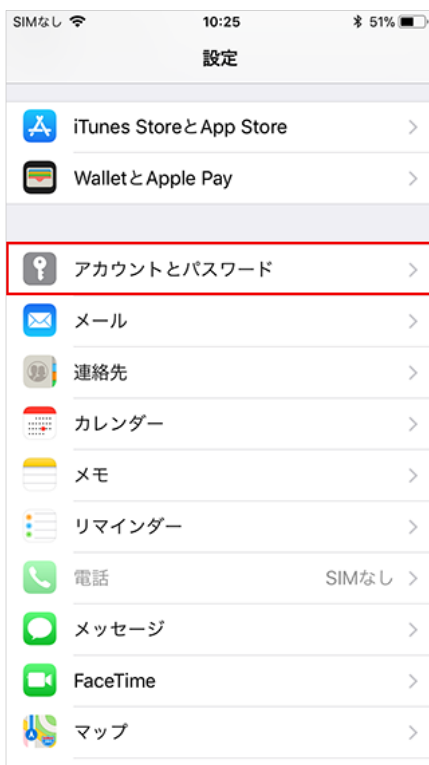 SIMなし 10:25 51%
設定
iTunes StoreとApp Store
WalletとApple Pay
アカウントとパスワード
メール
連絡先
カレンダー
メモ
リマインダー
電話 SIMなし
メッセージ
FaceTime
マップ